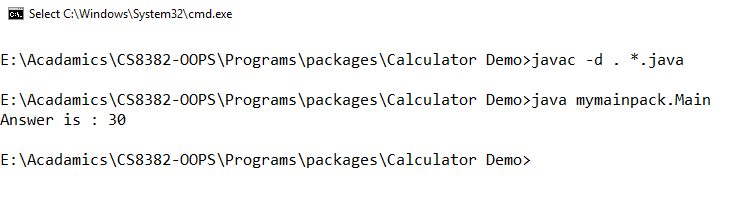 Select C:\Windows\System32\cmd.exe
E:\Acadamics\CS8382-OOPS\Programs\packages\Calculator Demo>javac -d . *.java
E:\Acadamics\CS8382-OOPS\Programs\packages\Calculator Demo>java mymainpack.Main
Answer is : 30
E:\Acadamics\CS8382-OOPS\Programs\packages\Calculator Demo>